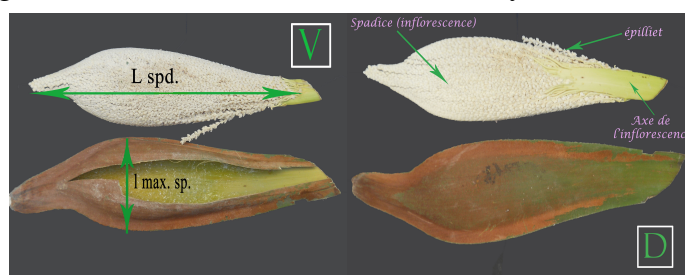 V
L spd.
l max. sp.
Spadice (inflorescence)
épilliet
Axe de
l'inflorescence
D